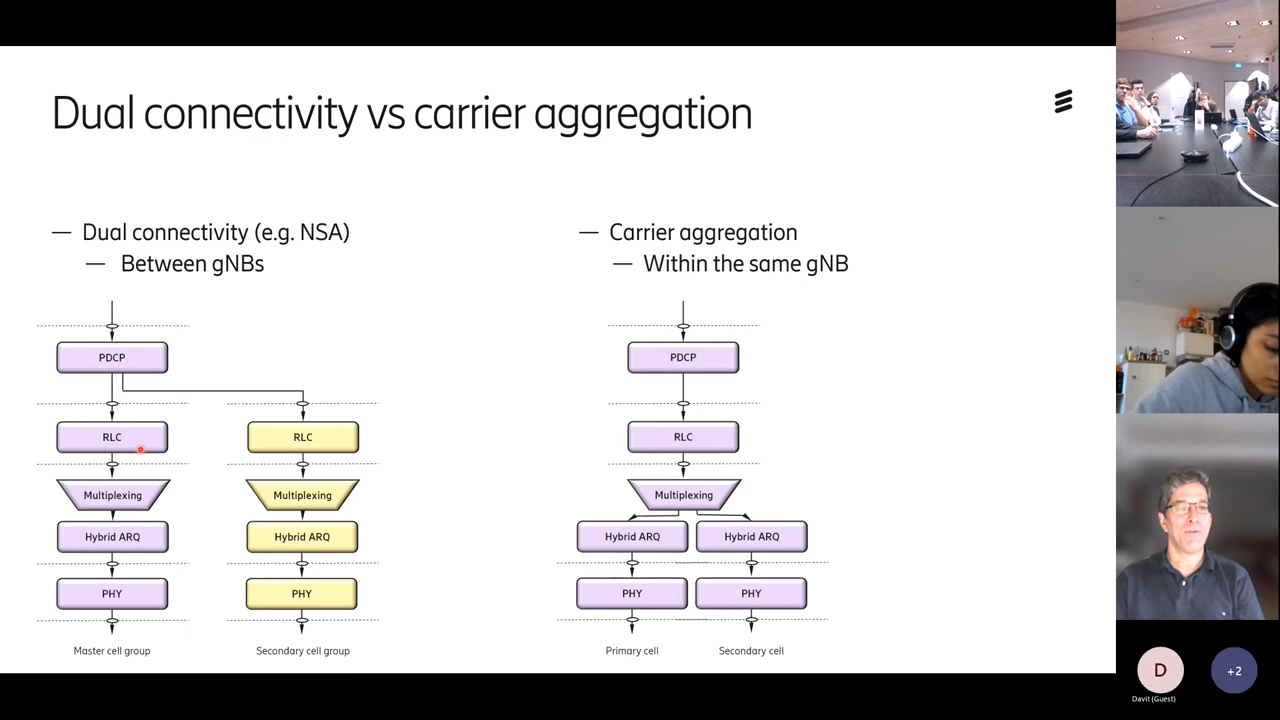 Dual connectivity vs carrier aggregation
— Dual connectivity (e.g. NSA)
— Between gNBs
PDCP
RLC
RLC
Multiplexing
Multiplexing
Hybrid ARQ
Hybrid ARQ
PHY
PHY
Master cell group
Secondary cell group
— Carrier aggregation
— Within the same gNB
PDCP
RLC
Multiplexing
Hybrid ARQ
Hybrid ARQ
PHY
PHY
Primary cell
Secondary cell
D
+2
Davit (Guest)